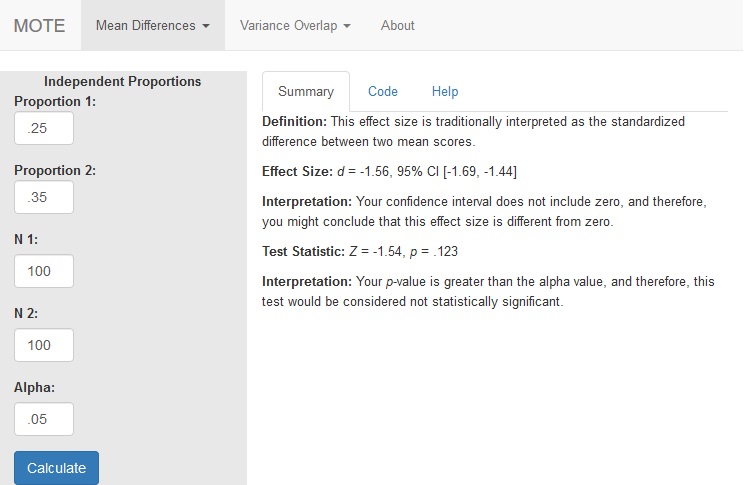 MOTE Mean Differences Variance Overlap About
Independent Proportions
Proportion 1:
.25
Proportion 2:
.35
N 1:
100
N 2:
100
Alpha:
.05
Calculate
Summary Code Help
Definition: This effect size is traditionally interpreted as the standardized
difference between two mean scores.
Effect Size: d = -1.56, 95% CI [-1.69, -1.44]
Interpretation: Your confidence interval does not include zero, and therefore,
you might conclude that this effect size is different from zero.
Test Statistic: Z = -1.54, p = .123
Interpretation: Your p-value is greater than the alpha value, and therefore, this
test would be considered not statistically significant.